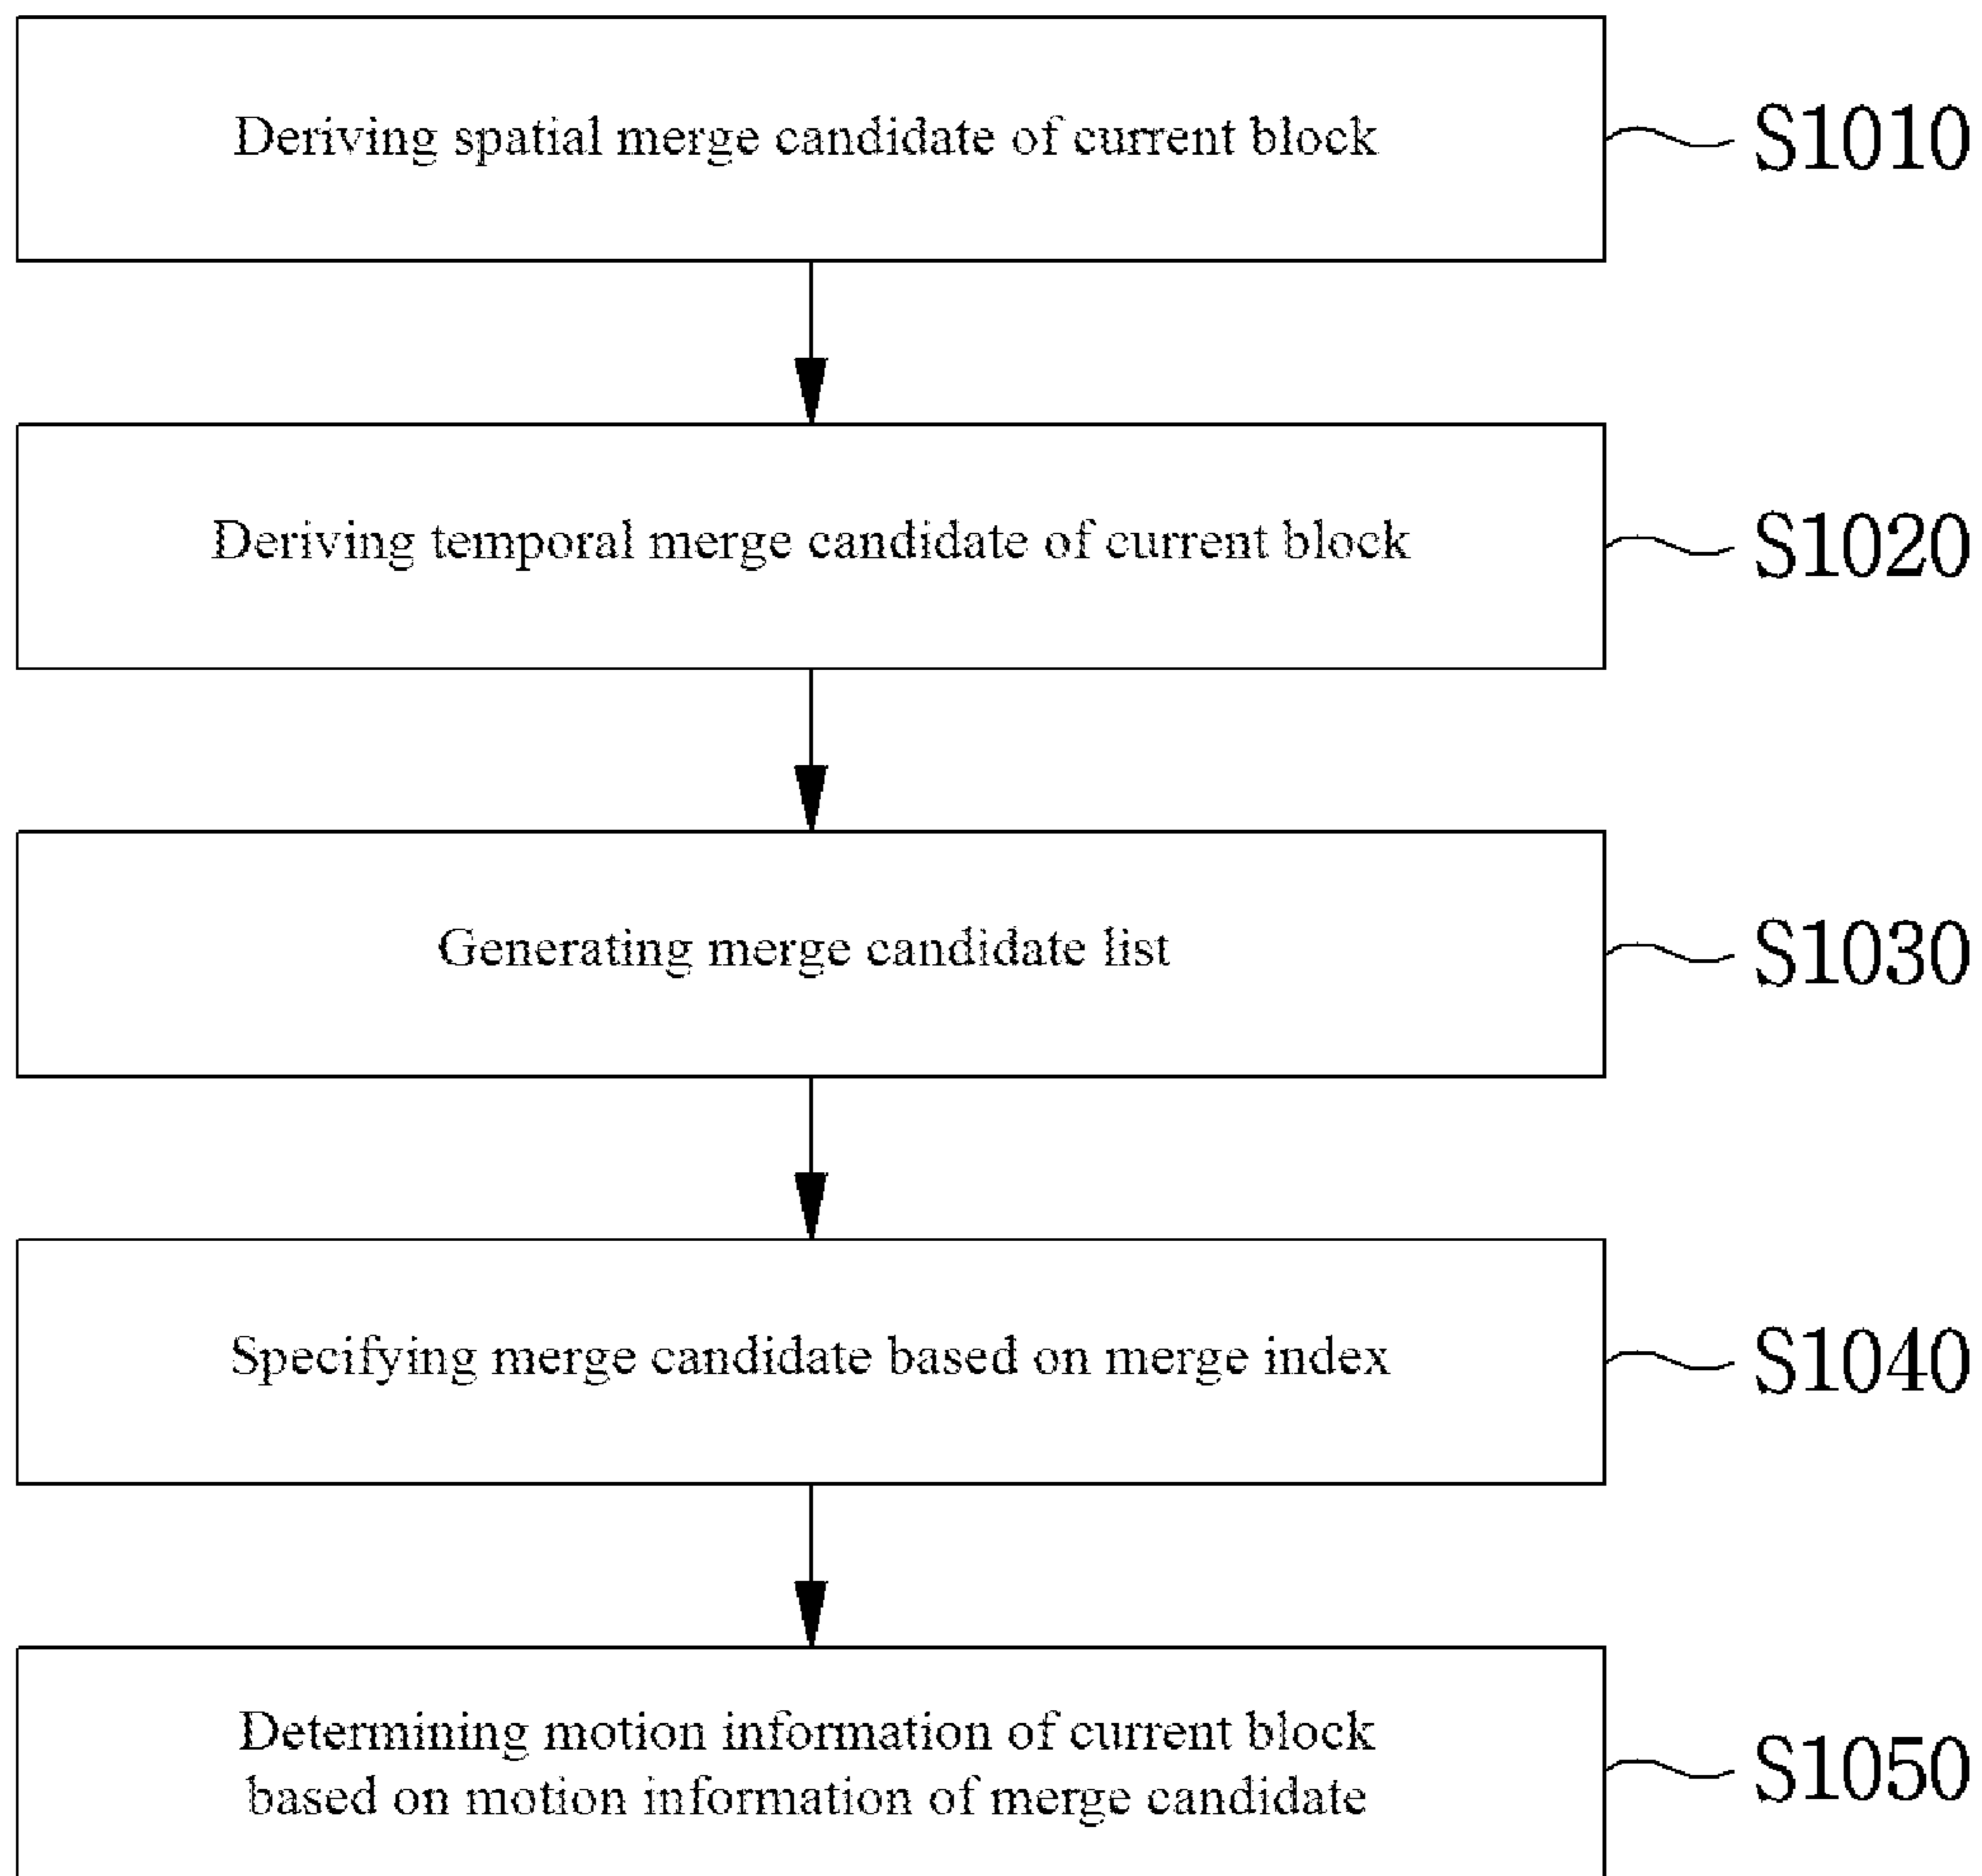 Deriving spatial merge candidate of current block
S1010
Deriving temporal merge candidate of current block
S1020
Generating merge candidate list
S1030
Specifying merge candidate based on merge index
S1040
Determining motion information of current block
based on motion information of merge candidate
S1050